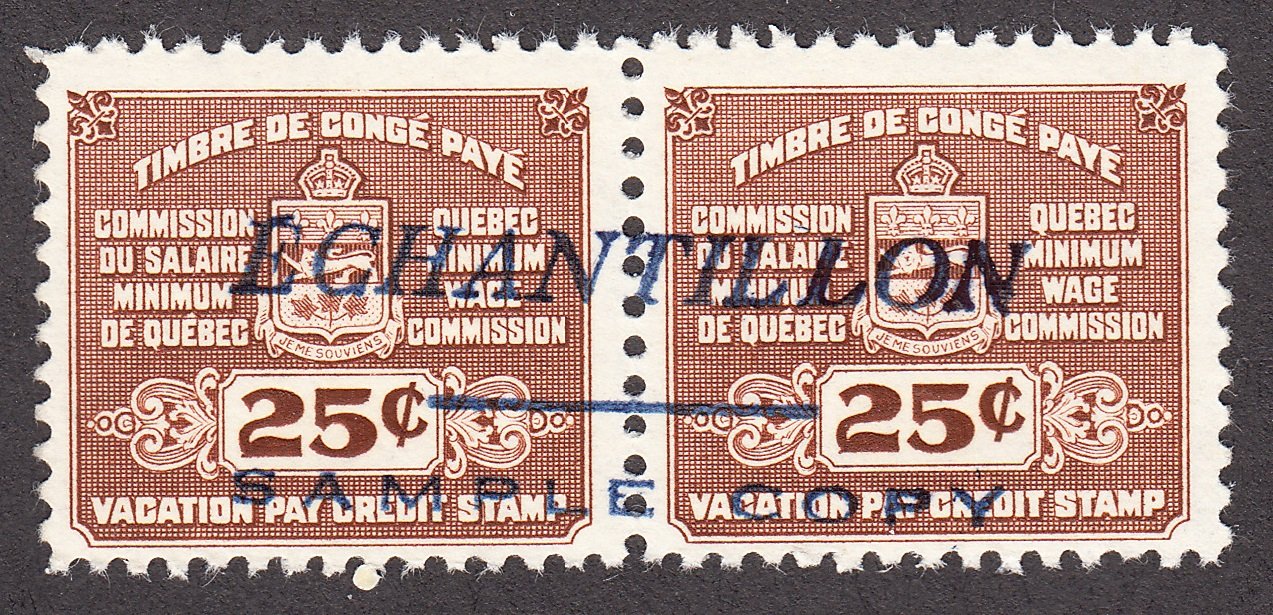 TIMBRE DE CONGÉ PAYÉ
COMMISSION
DU SALAIRE
MINIMUM
DE QUÉBEC
QUEBEC
MINIMUM
WAGE
COMMISSION
JE ME SOUVIENS
25¢
VACATION PAY CREDIT STAMP
TIMBRE DE CONGÉ PAYÉ
COMMISSION
DU SALAIRE
MINIMUM
DE QUÉBEC
QUEBEC
MINIMUM
WAGE
COMMISSION
JE ME SOUVIENS
25¢
VACATION PAY CREDIT STAMP
ECHANTILLON
SAMPLE COPY